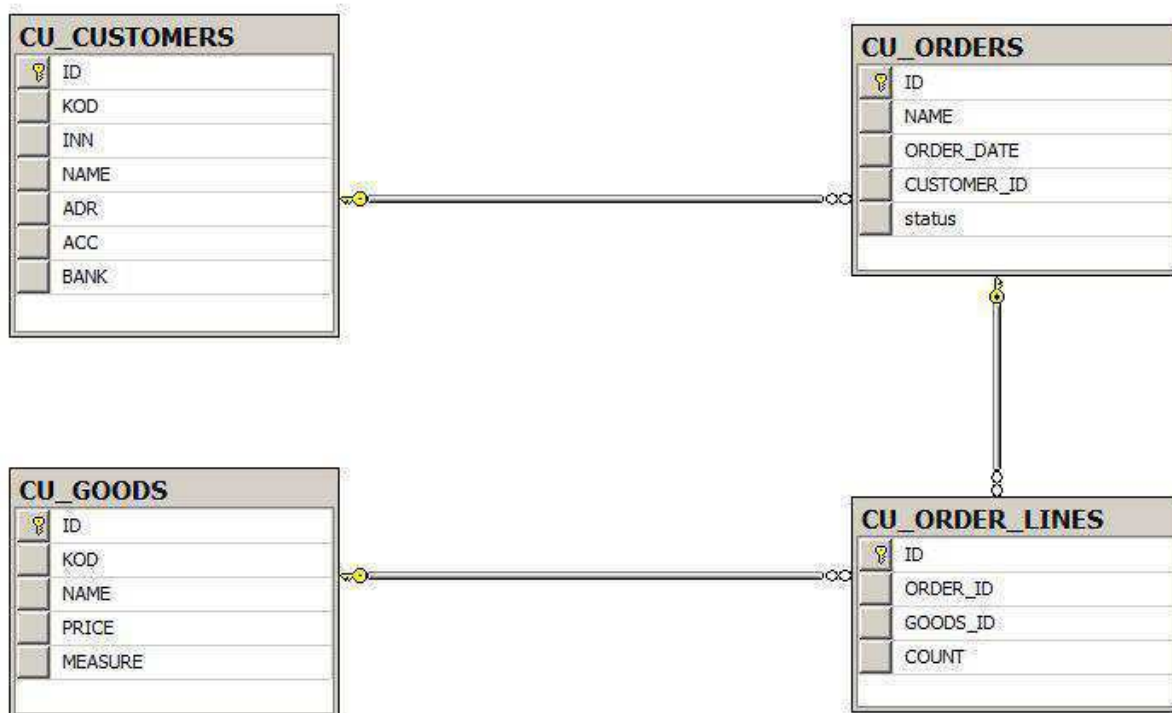 CU_CUSTOMERS
ID
KOD
INN
NAME
ADR
ACC
BANK
CU_ORDERS
ID
NAME
ORDER_DATE
CUSTOMER_ID
status
CU_GOODS
ID
KOD
NAME
PRICE
MEASURE
CU_ORDER_LINES
ID
ORDER_ID
GOODS_ID
COUNT